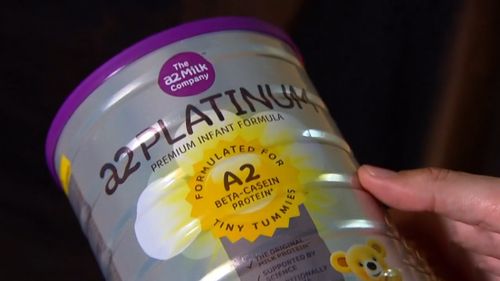 The
a2Milk
Company
a2PLATINUM
PREMIUM INFANT FORMULA
FORMULATED FOR
A2
BETA-CASEIN
PROTEIN*
TINY TUMMIES
THE ORIGINAL
MILK PROTEIN*
SUPPORTED BY
SCIENCE